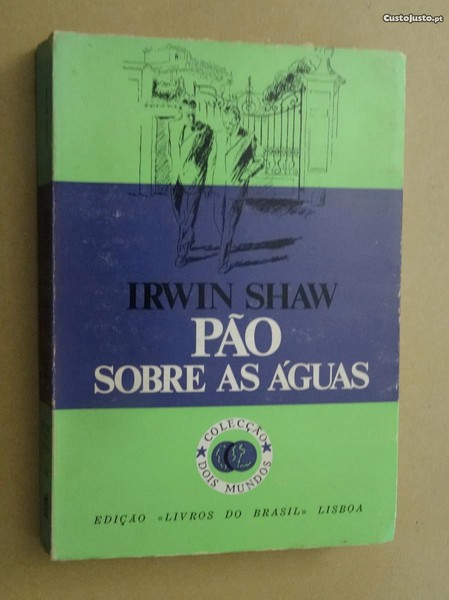 CustoJusto.pt
IRWIN SHAW
PÃO
SOBRE AS ÁGUAS
COLECÇÃO
DOIS MUNDOS
EDIÇÃO «LIVROS DO BRASIL» LISBOA